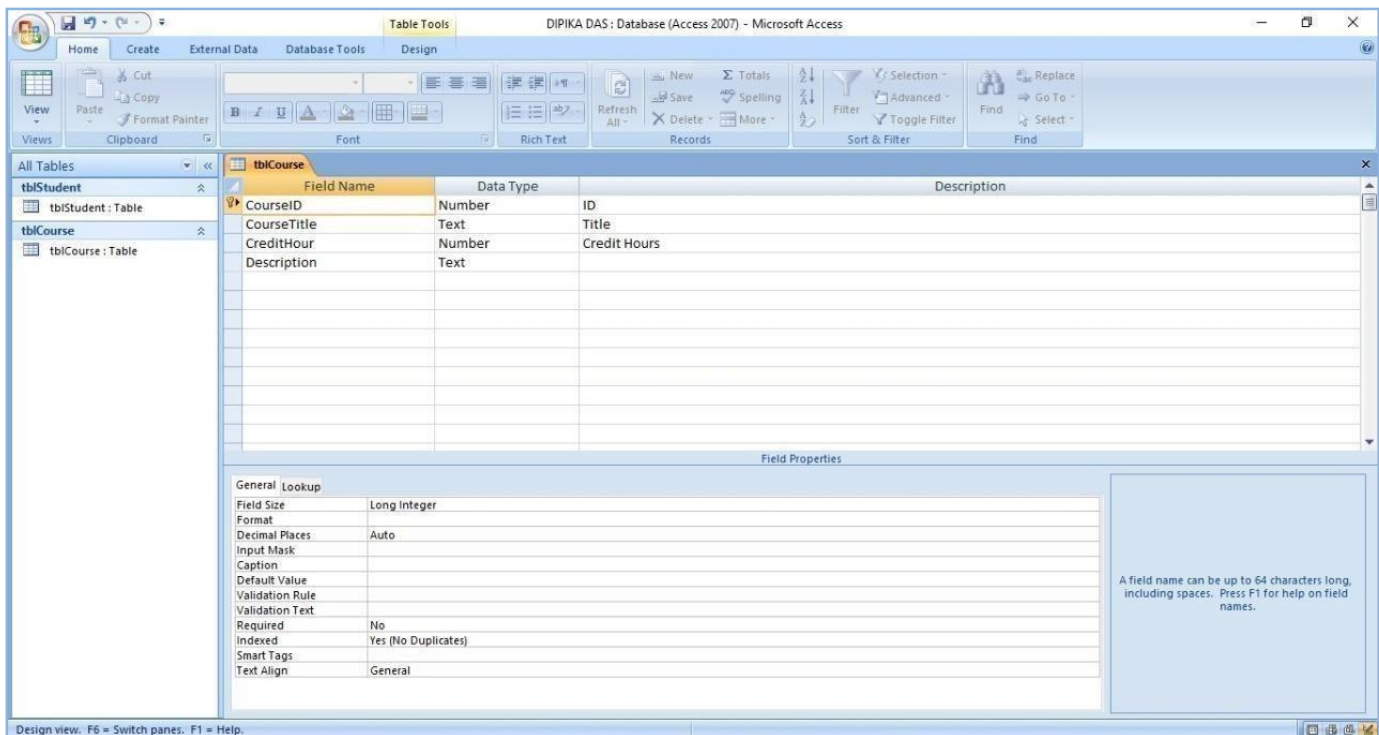 Table Tools DIPIKA DAS : Database (Access 2007) - Microsoft Access
Home Create External Data Database Tools Design
View Paste Cut Copy Format Painter
B I U
Refresh All New Save Delete Σ Totals Spelling More
Filter Selection Advanced Toggle Filter
Find Replace Go To Select
Views Clipboard Font Rich Text Records Sort & Filter Find
All Tables tblCourse
Field Name Data Type Description
tblStudent
tblStudent : Table
tblCourse
tblCourse : Table
CourseID Number ID
CourseTitle Text Title
CreditHour Number Credit Hours
Description Text
Field Properties
General Lookup
Field Size Long Integer
Format
Decimal Places Auto
Input Mask
Caption
Default Value
Validation Rule
Validation Text
Required No
Indexed Yes (No Duplicates)
Smart Tags
Text Align General
A field name can be up to 64 characters long,
including spaces. Press F1 for help on field
names.
Design view. F6 = Switch panes. F1 = Help.